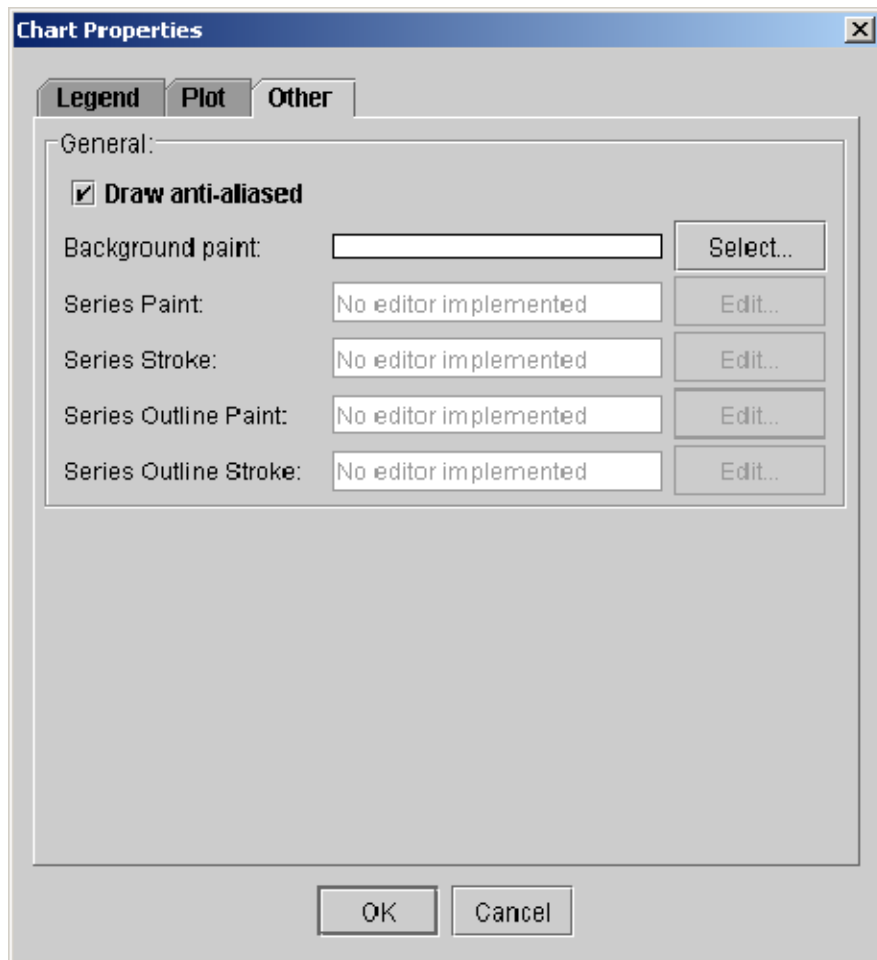 Chart Properties
Legend Plot Other
General:
Draw anti-aliased
Background paint: Select...
Series Paint: No editor implemented Edit...
Series Stroke: No editor implemented Edit...
Series Outline Paint: No editor implemented Edit...
Series Outline Stroke: No editor implemented Edit...
OK Cancel